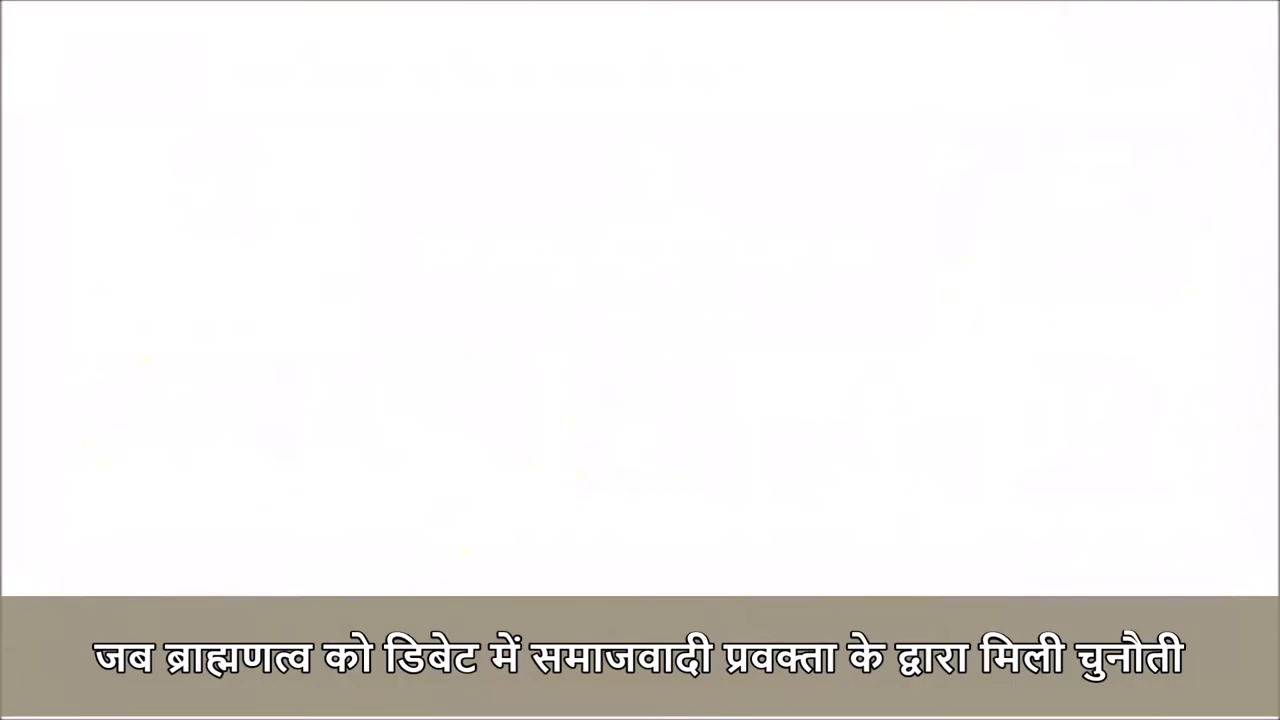 जब ब्राह्मणत्व को डिबेट में समाजवादी प्रवक्ता के द्वारा मिली चुनौती